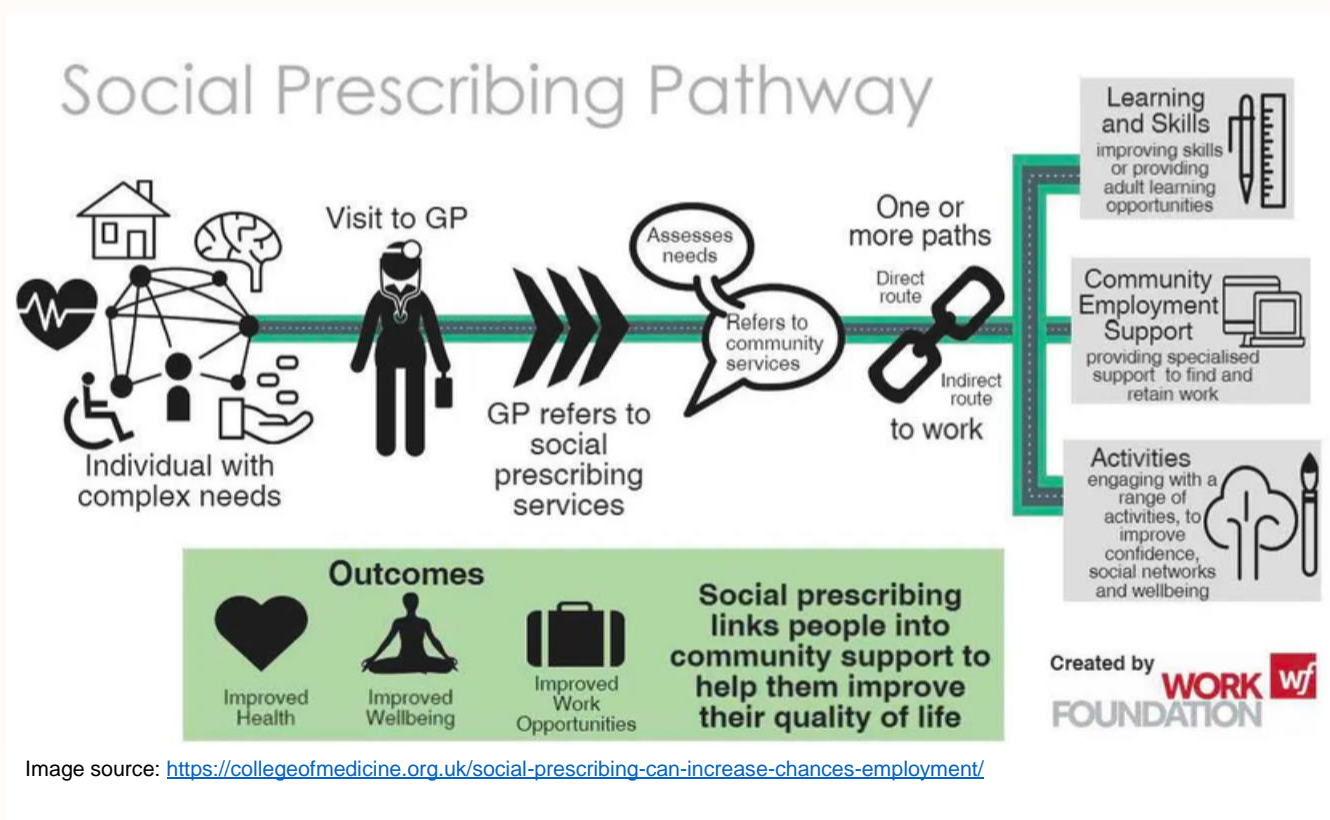 Social Prescribing Pathway
Individual with
complex needs
Visit to GP
GP refers to
social
prescribing
services
Assesses
needs
Refers to
community
services
One or
more paths
Direct
route
Indirect
route
to work
Learning
and Skills
improving skills
or providing
adult learning
opportunities
Community
Employment
Support
providing specialised
support to find and
retain work
Activities
engaging with a
range of
activities, to
improve
confidence,
social networks
and wellbeing
Outcomes
Improved
Health
Improved
Wellbeing
Improved
Work
Opportunities
Social prescribing
links people into
community support to
help them improve
their quality of life
Created by
WORK wf
FOUNDATION
Image source: https://collegeofmedicine.org.uk/social-prescribing-can-increase-chances-employment/